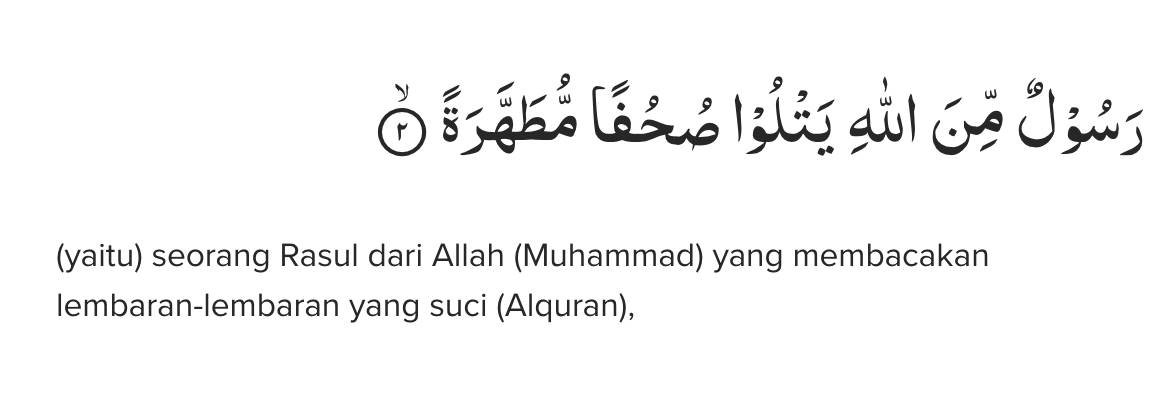 رَسُوْلٌ مِّنَ اللّٰهِ يَتْلُوْا صُحُفًا مُّطَهَّرَةً ۙ ٢
(yaitu) seorang Rasul dari Allah (Muhammad) yang membacakan
lembaran-lembaran yang suci (Alquran),